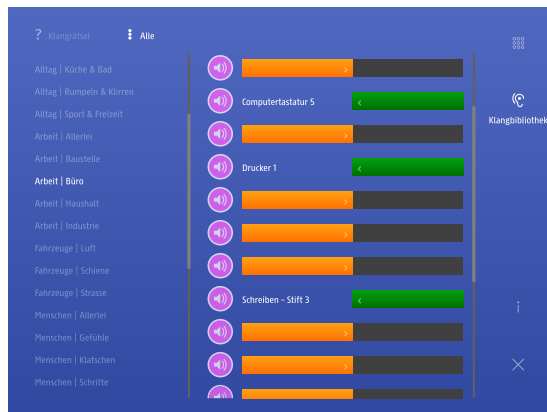 ? Klangrätsel
Alle
Alltag | Küche & Bad
Alltag | Rumpeln & Klirren
Alltag | Sport & Freizeit
Arbeit | Allerlei
Arbeit | Baustelle
Arbeit | Büro
Arbeit | Haushalt
Arbeit | Industrie
Fahrzeuge | Luft
Fahrzeuge | Schiene
Fahrzeuge | Strasse
Menschen | Allerlei
Menschen | Gefühle
Menschen | Klatschen
Menschen | Schritte
Computertastatur 5
Drucker 1
Schreiben – Stift 3
Klangbibliothek